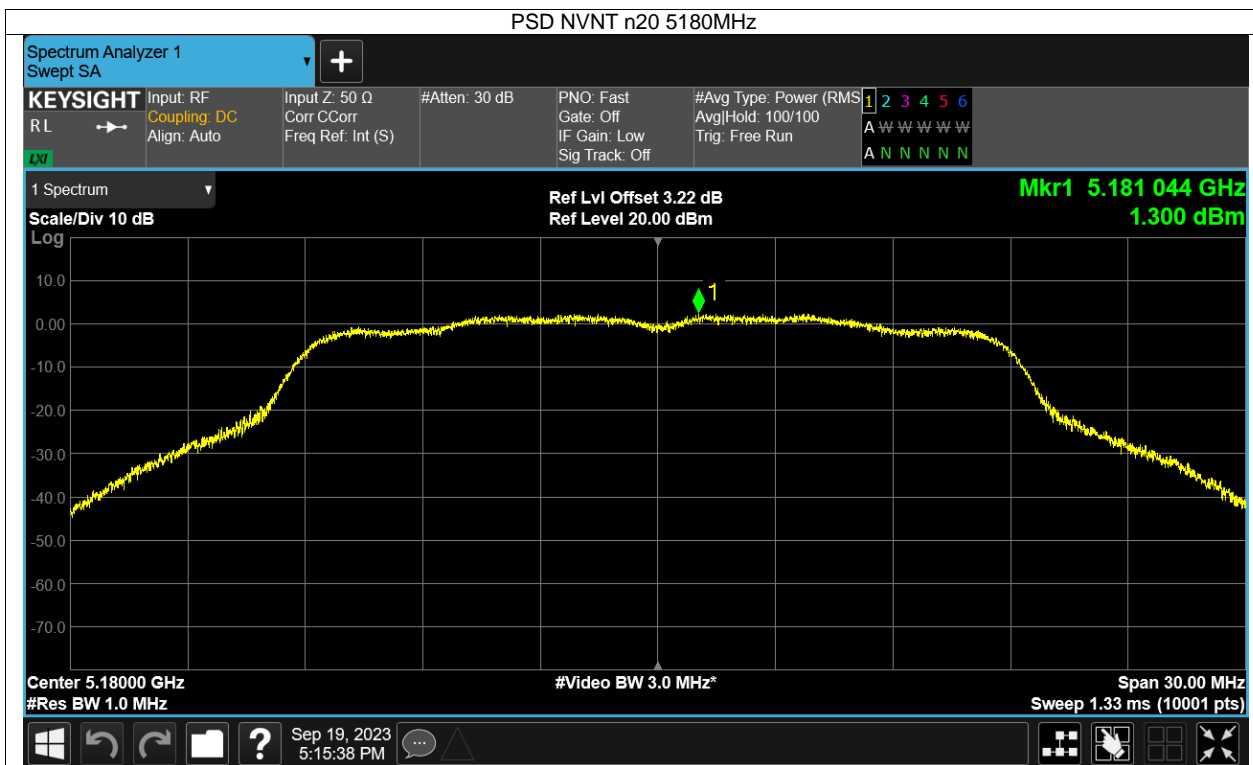 PSD NVNT n20 5180MHz
Spectrum Analyzer 1
Swept SA
+
KEYSIGHT
RL
LXI
Input: RF
Coupling: DC
Align: Auto
Input Z: 50 Ω
Corr CCorr
Freq Ref: Int (S)
#Atten: 30 dB
PNO: Fast
Gate: Off
IF Gain: Low
Sig Track: Off
#Avg Type: Power (RMS
Avg|Hold: 100/100
Trig: Free Run
1 2 3 4 5 6
A W W W W W
A N N N N N
1 Spectrum
Scale/Div 10 dB
Log
Ref Lvl Offset 3.22 dB
Ref Level 20.00 dBm
Mkr1 5.181 044 GHz
1.300 dBm
10.0
0.00
-10.0
-20.0
-30.0
-40.0
-50.0
-60.0
-70.0
1
Center 5.18000 GHz
#Res BW 1.0 MHz
#Video BW 3.0 MHz*
Span 30.00 MHz
Sweep 1.33 ms (10001 pts)
?
Sep 19, 2023
5:15:38 PM